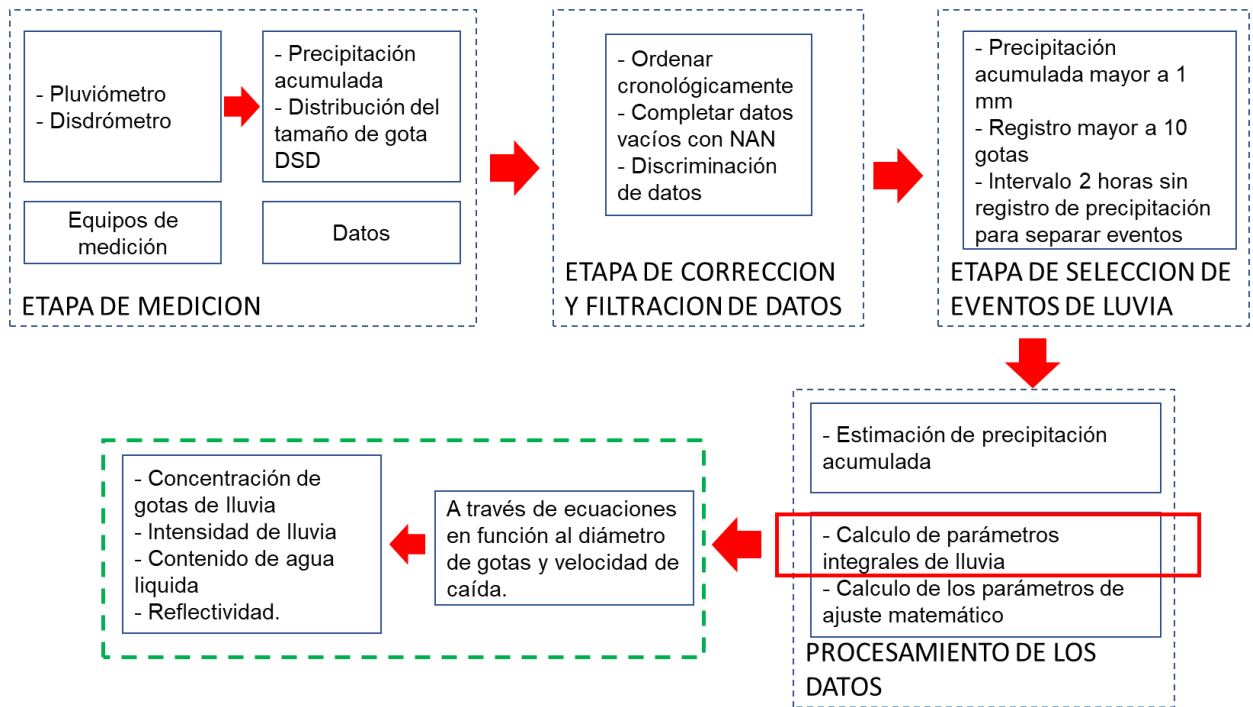 - Pluviómetro
- Disdrómetro
Equipos de
medición
- Precipitación
acumulada
- Distribución del
tamaño de gota
DSD
Datos
ETAPA DE MEDICION
- Ordenar
cronológicamente
- Completar datos
vacíos con NAN
- Discriminación
de datos
ETAPA DE CORRECCION
Y FILTRACION DE DATOS
- Precipitación
acumulada mayor a 1
mm
- Registro mayor a 10
gotas
- Intervalo 2 horas sin
registro de precipitación
para separar eventos
ETAPA DE SELECCION DE
EVENTOS DE LUVIA
- Estimación de precipitación
acumulada
- Calculo de parámetros
integrales de lluvia
- Calculo de los parámetros de
ajuste matemático
PROCESAMIENTO DE LOS
DATOS
A través de ecuaciones
en función al diámetro
de gotas y velocidad de
caída.
- Concentración de
gotas de lluvia
- Intensidad de lluvia
- Contenido de agua
liquida
- Reflectividad.